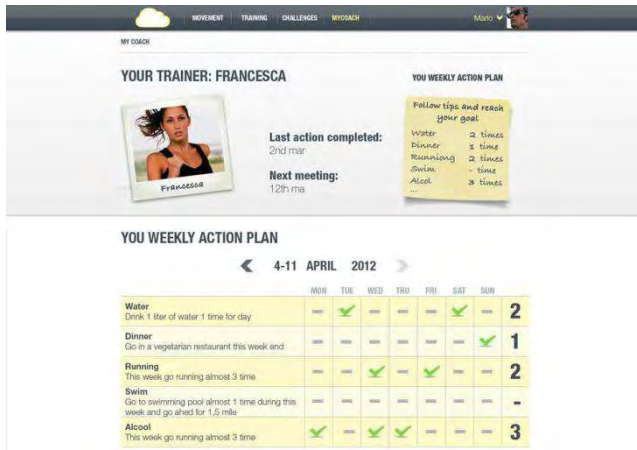 MOVEMENT TRAINING CHALLENGES MYCOACH Mario
MY COACH
YOUR TRAINER: FRANCESCA
YOU WEEKLY ACTION PLAN
Francesca
Last action completed:
2nd mar
Next meeting:
12th ma
Follow tips and reach
your goal
Water 2 times
Dinner 1 time
Runniong 2 times
Swim - time
Alcol 3 times
...
YOU WEEKLY ACTION PLAN
4-11 APRIL 2012
MON TUE WED THU FRI SAT SUN
Water
Drink 1 liter of water 1 time for day
2
Dinner
Go in a vegetarian restaurant this week end
1
Running
This week go running almost 3 time
2
Swim
Go to swimming pool almost 1 time during this
week and go ahed for 1,5 mile
-
Alcool
This week go running almost 3 time
3